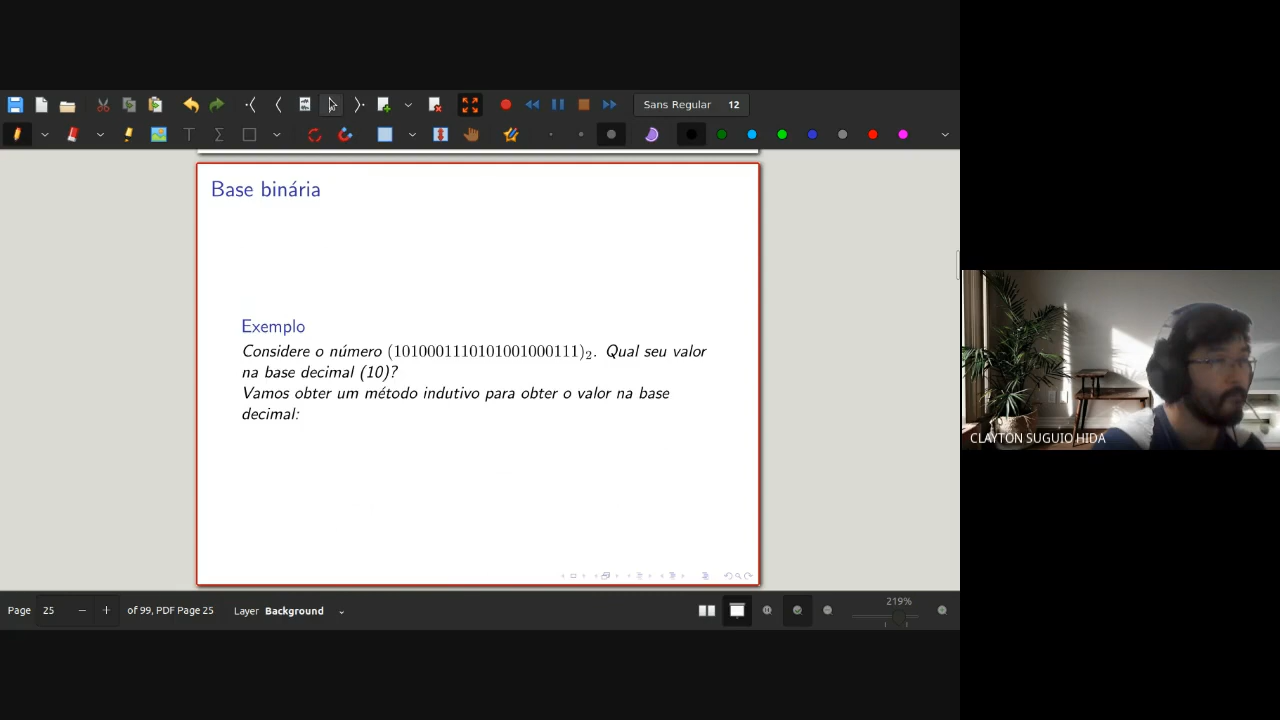 Sans Regular 12
Base binária
Exemplo
Considere o número (1010001110101001000111)₂. Qual seu valor
na base decimal (10)?
Vamos obter um método indutivo para obter o valor na base
decimal:
CLAYTON SUGUIO HIDA
Page 25 of 99, PDF Page 25 Layer Background 219%